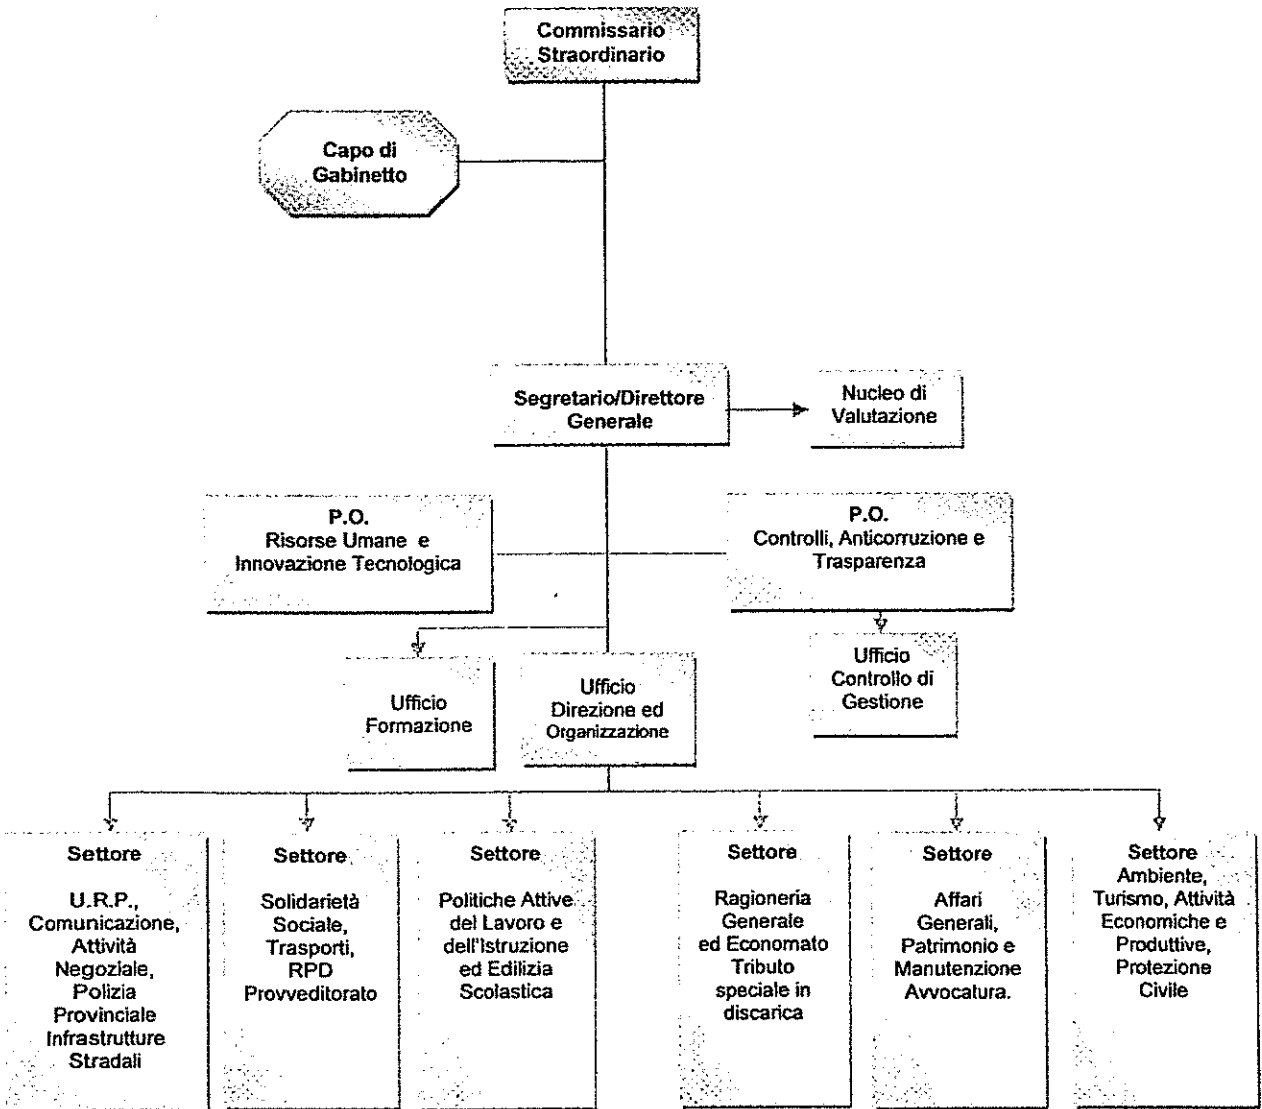 Commissario
Straordinario
Capo di
Gabinetto
Segretario/Direttore
Generale
Nucleo di
Valutazione
P.O.
Risorse Umane e
Innovazione Tecnologica
P.O.
Controlli, Anticorruzione e
Trasparenza
Ufficio
Formazione
Ufficio
Direzione ed
Organizzazione
Ufficio
Controllo di
Gestione
Settore
U.R.P.,
Comunicazione,
Attività
Negoziale,
Polizia
Provinciale
Infrastrutture
Stradali
Settore
Solidarietà
Sociale,
Trasporti,
RPD
Provveditorato
Settore
Politiche Attive
del Lavoro e
dell'Istruzione
ed Edilizia
Scolastica
Settore
Ragioneria
Generale
ed Economato
Tributo
speciale in
discarica
Settore
Affari
Generali,
Patrimonio e
Manutenzione
Avvocatura.
Settore
Ambiente,
Turismo, Attività
Economiche e
Produttive,
Protezione
Civile